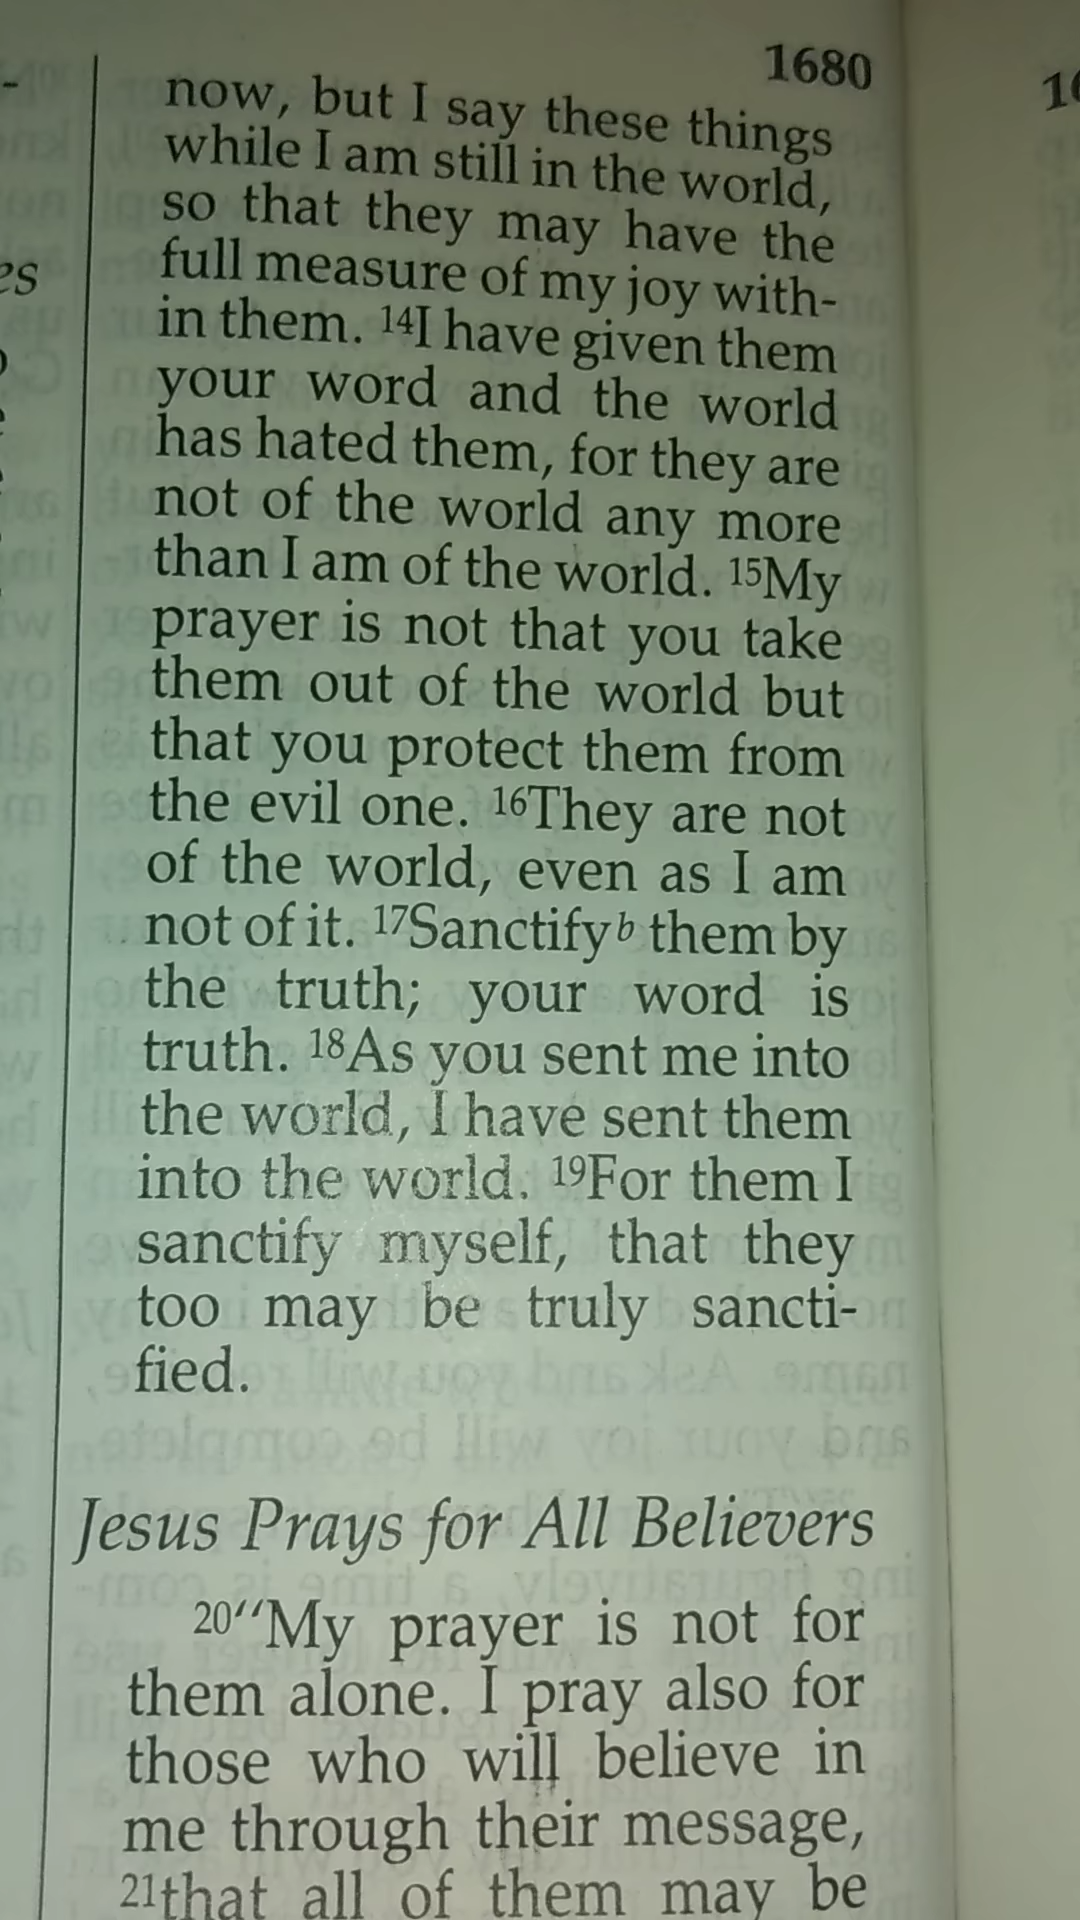 1680
now, but I say these things
while I am still in the world,
so that they may have the
full measure of my joy with-
in them. 14I have given them
your word and the world
has hated them, for they are
not of the world any more
than I am of the world. 15My
prayer is not that you take
them out of the world but
that you protect them from
the evil one. 16They are not
of the world, even as I am
not of it. 17Sanctifyb them by
the truth; your word is
truth. 18As you sent me into
the world, I have sent them
into the world. 19For them I
sanctify myself, that they
too may be truly sancti-
fied.
Jesus Prays for All Believers
20"My prayer is not for
them alone. I pray also for
those who will believe in
me through their message,
21that all of them may be